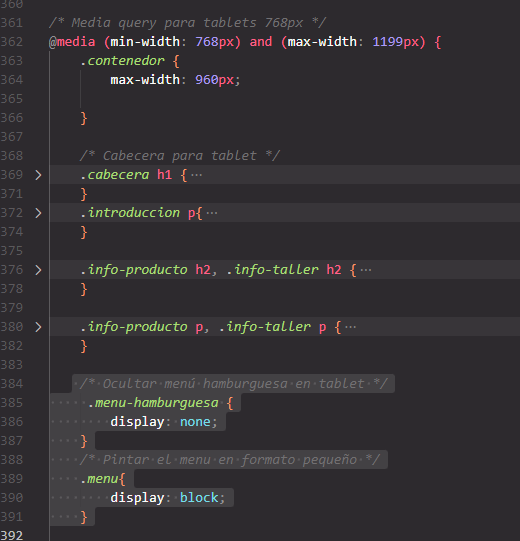 360
361 /* Media query para tablets 768px */
362 @media (min-width: 768px) and (max-width: 1199px) {
363 .contenedor {
364 max-width: 960px;
365
366 }
367
368 /* Cabecera para tablet */
369 .cabecera h1 {···
371 }
372 .introduccion p{···
374 }
375
376 .info-producto h2, .info-taller h2 {···
378 }
379
380 .info-producto p, .info-taller p {···
382 }
383
384 /* Ocultar menú hamburguesa en tablet */
385 .menu-hamburguesa {
386 display: none;
387 }
388 /* Pintar el menu en formato pequeño */
389 .menu{
390 display: block;
391 }
392